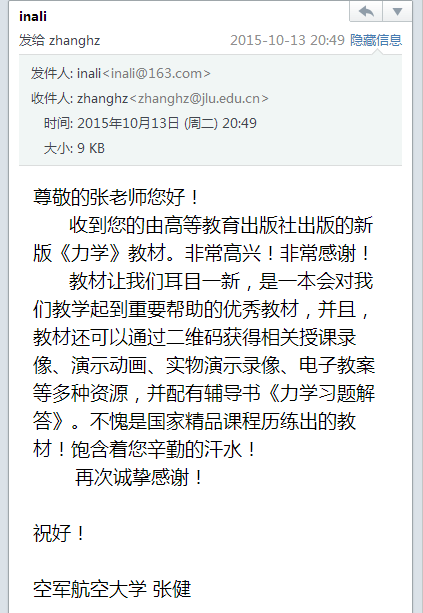 inali
发给 zhanghz 2015-10-13 20:49 隐藏信息
发件人: inali<inali@163.com>
收件人: zhanghz<zhanghz@jlu.edu.cn>
时间: 2015年10月13日 (周二) 20:49
大小: 9 KB
尊敬的张老师您好！
收到您的由高等教育出版社出版的新
版《力学》教材。非常高兴！非常感谢！
教材让我们耳目一新，是一本会对我
们教学起到重要帮助的优秀教材，并且，
教材还可以通过二维码获得相关授课录
像、演示动画、实物演示录像、电子教案
等多种资源，并配有辅导书《力学习题解
答》。不愧是国家精品课程历练出的教
材！饱含着您辛勤的汗水！
再次诚挚感谢！
祝好！
空军航空大学 张健